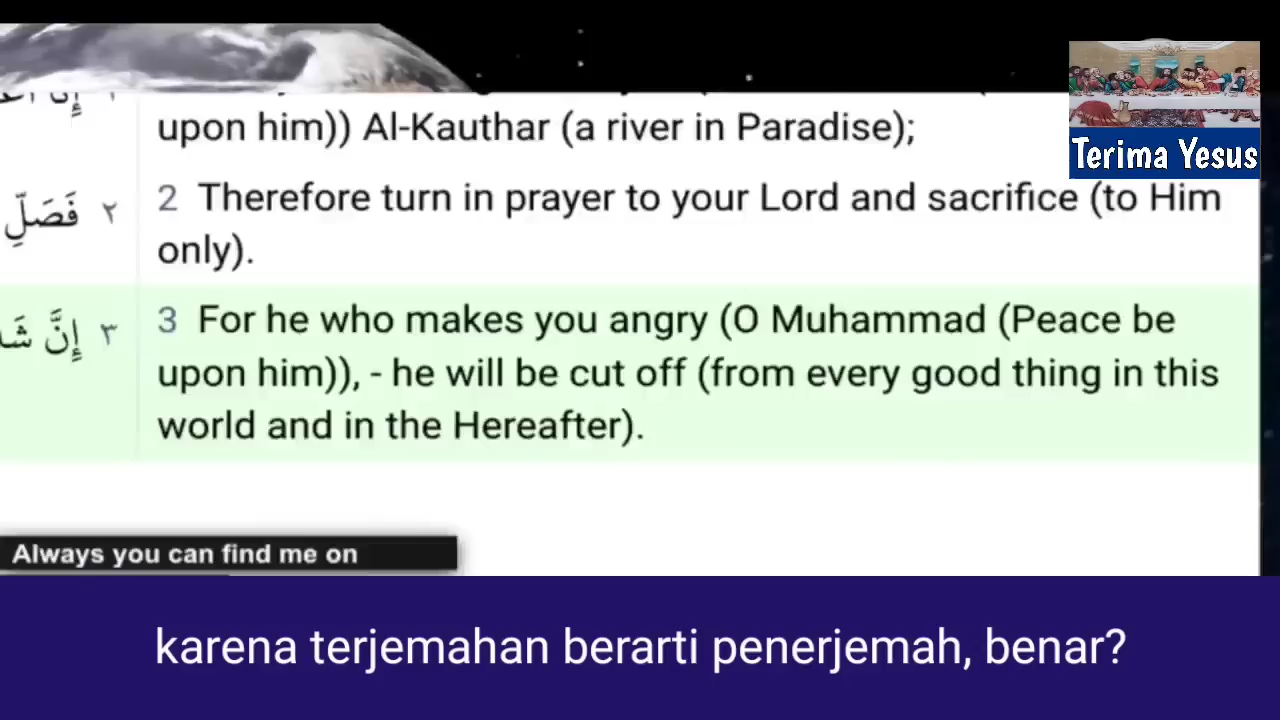 upon him)) Al-Kauthar (a river in Paradise);
Terima Yesus
٢ فَصَلِّ
2 Therefore turn in prayer to your Lord and sacrifice (to Him
only).
٣ إِنَّ
3 For he who makes you angry (O Muhammad (Peace be
upon him)), - he will be cut off (from every good thing in this
world and in the Hereafter).
Always you can find me on
karena terjemahan berarti penerjemah, benar?